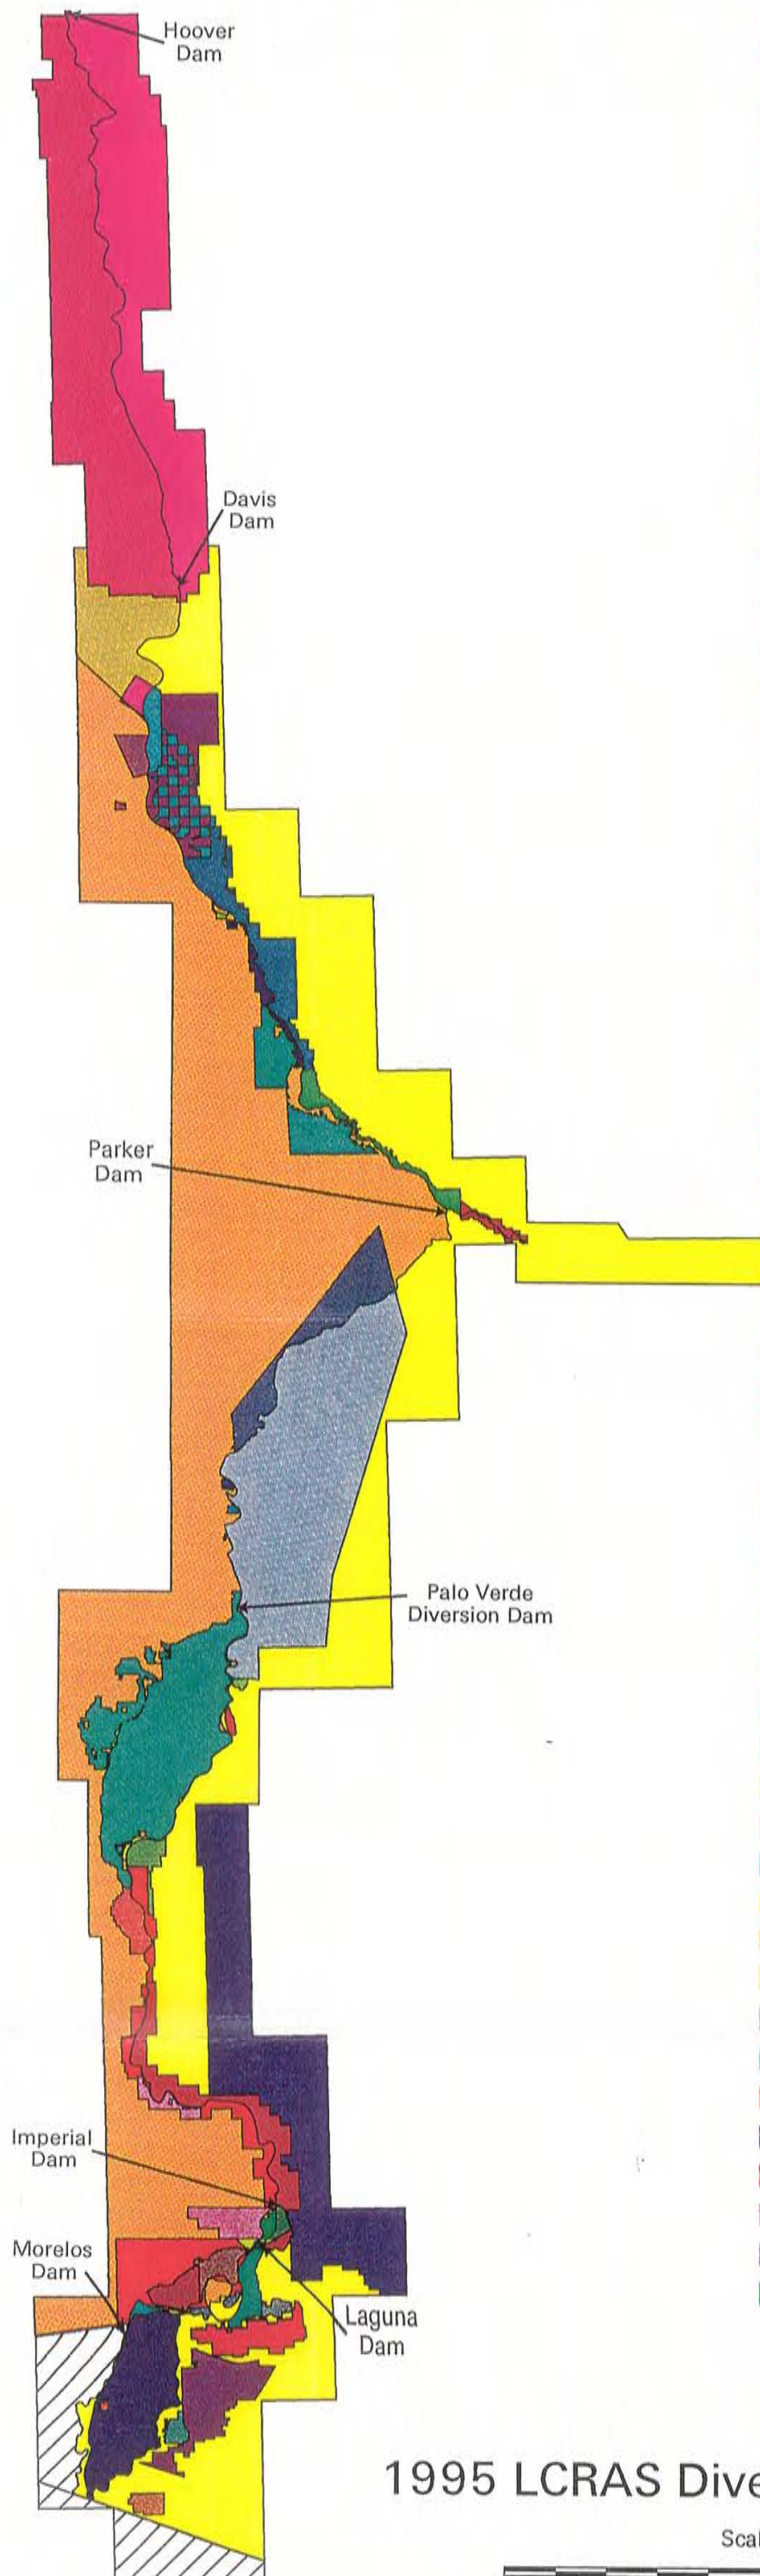 Hoover
Dam
Davis
Dam
Parker
Dam
Palo Verde
Diversion Dam
Imperial
Dam
Morelos
Dam
Laguna
Dam
1995 LCRAS Dive
Scal